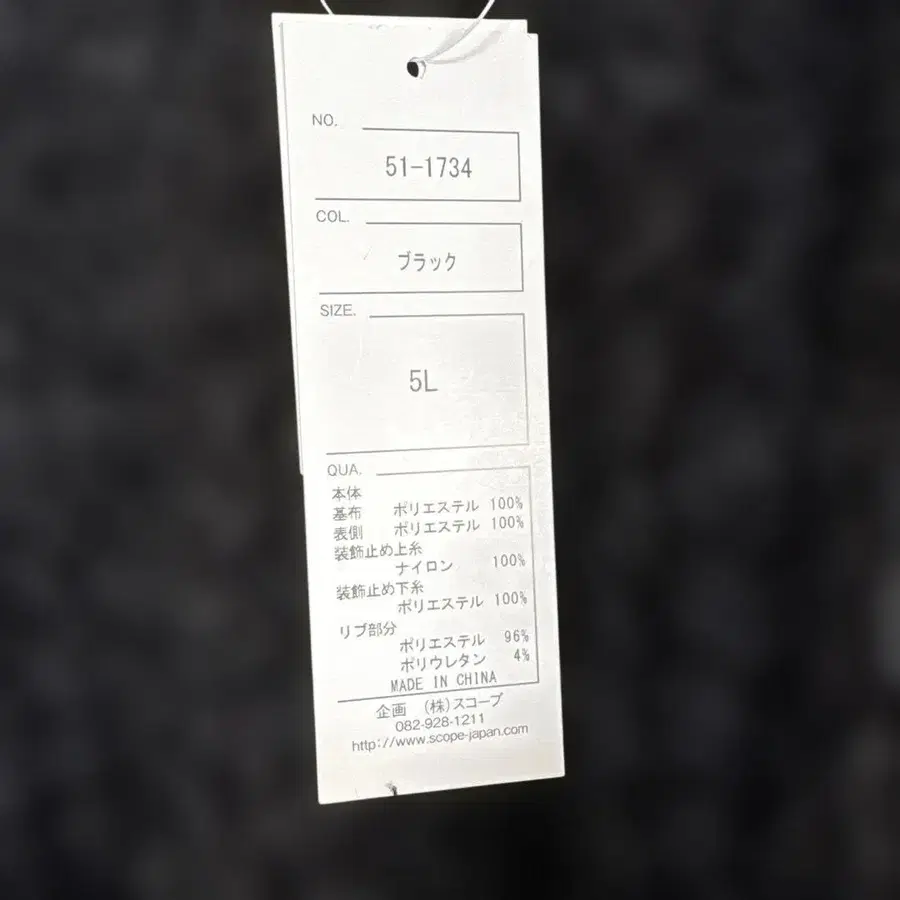 NO.
51-1734
COL.
ブラック
SIZE.
5L
QUA.
本体
基布 ポリエステル 100%
表側 ポリエステル 100%
装飾止め上糸
ナイロン 100%
装飾止め下糸
ポリエステル 100%
リブ部分
ポリエステル 96%
ポリウレタン 4%
MADE IN CHINA
企画 (株)スコープ
082-928-1211
http://www.scope-japan.com